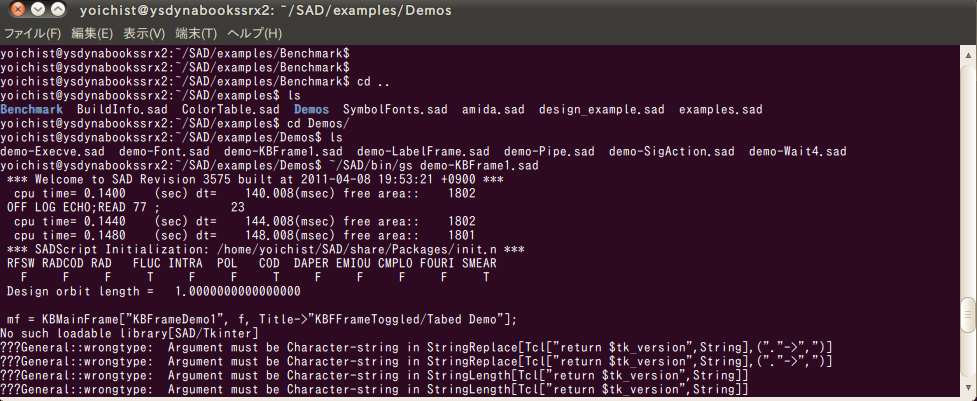 yoichist@ysdynabookssrx2: ~/SAD/examples/Demos
ファイル(F) 編集(E) 表示(V) 端末(T) ヘルプ(H)
yoichist@ysdynabookssrx2:~/SAD/examples/Benchmark$
yoichist@ysdynabookssrx2:~/SAD/examples/Benchmark$
yoichist@ysdynabookssrx2:~/SAD/examples/Benchmark$ cd ..
yoichist@ysdynabookssrx2:~/SAD/examples$ ls
Benchmark BuildInfo.sad ColorTable.sad Demos SymbolFonts.sad amida.sad design_example.sad examples.sad
yoichist@ysdynabookssrx2:~/SAD/examples$ cd Demos/
yoichist@ysdynabookssrx2:~/SAD/examples/Demos$ ls
demo-Execve.sad demo-Font.sad demo-KBFrame1.sad demo-LabelFrame.sad demo-Pipe.sad demo-SigAction.sad demo-Wait4.sad
yoichist@ysdynabookssrx2:~/SAD/examples/Demos$ ~/SAD/bin/gs demo-KBFrame1.sad
*** Welcome to SAD Revision 3575 built at 2011-04-08 19:53:21 +0900 ***
cpu time= 0.1400 (sec) dt= 140.008(msec) free area:: 1802
OFF LOG ECHO;READ 77 ; 23
cpu time= 0.1440 (sec) dt= 144.008(msec) free area:: 1802
cpu time= 0.1480 (sec) dt= 148.008(msec) free area:: 1801
*** SADScript Initialization: /home/yoichist/SAD/share/Packages/init.n ***
RFSW RADCOD RAD FLUC INTRA POL COD DAPER EMIOU CMPLO FOURI SMEAR
F F F T F F T F F F F T
Design orbit length = 1.0000000000000000
mf = KBMainFrame["KBFrameDemo1", f, Title->"KBFFrameToggled/Tabed Demo"];
No such loadable library[SAD/Tkinter]
???General::wrongtype: Argument must be Character-string in StringReplace[Tcl["return $tk_version",String],("."->",")]
???General::wrongtype: Argument must be Character-string in StringReplace[Tcl["return $tk_version",String],("."->",")]
???General::wrongtype: Argument must be Character-string in StringLength[Tcl["return $tk_version",String]]
???General::wrongtype: Argument must be Character-string in StringLength[Tcl["return $tk_version",String]]